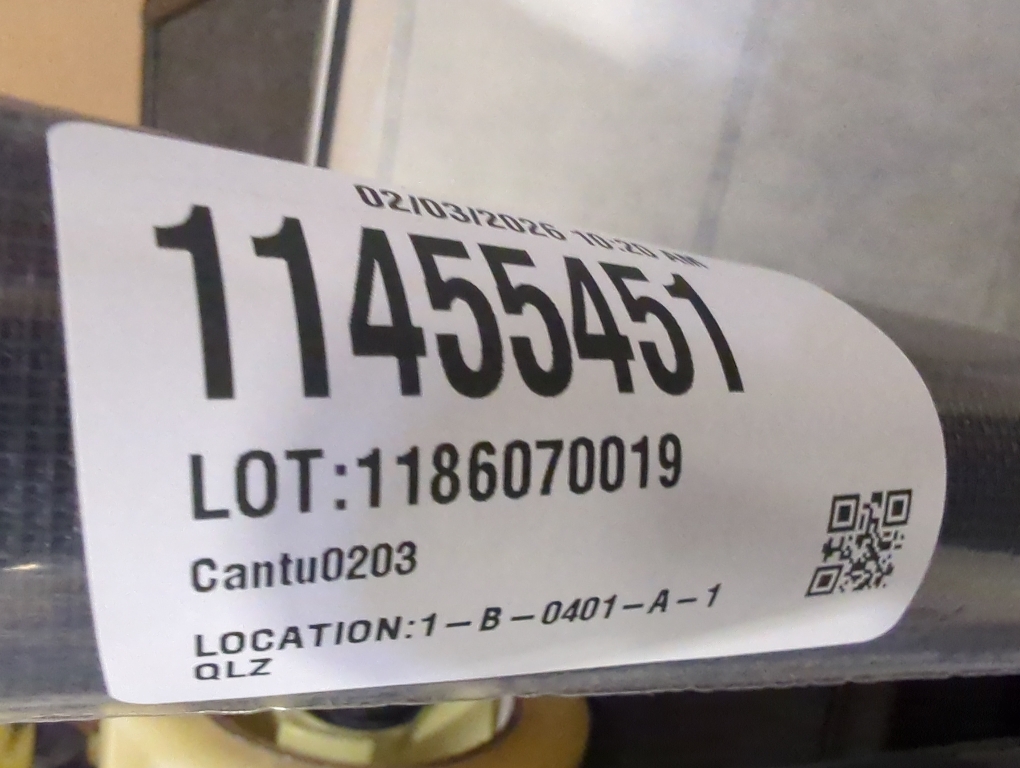 02/03/2026 10:20 AM
11455451
LOT:1186070019
Cantu0203
LOCATION:1-B-0401-A-1
QLZ